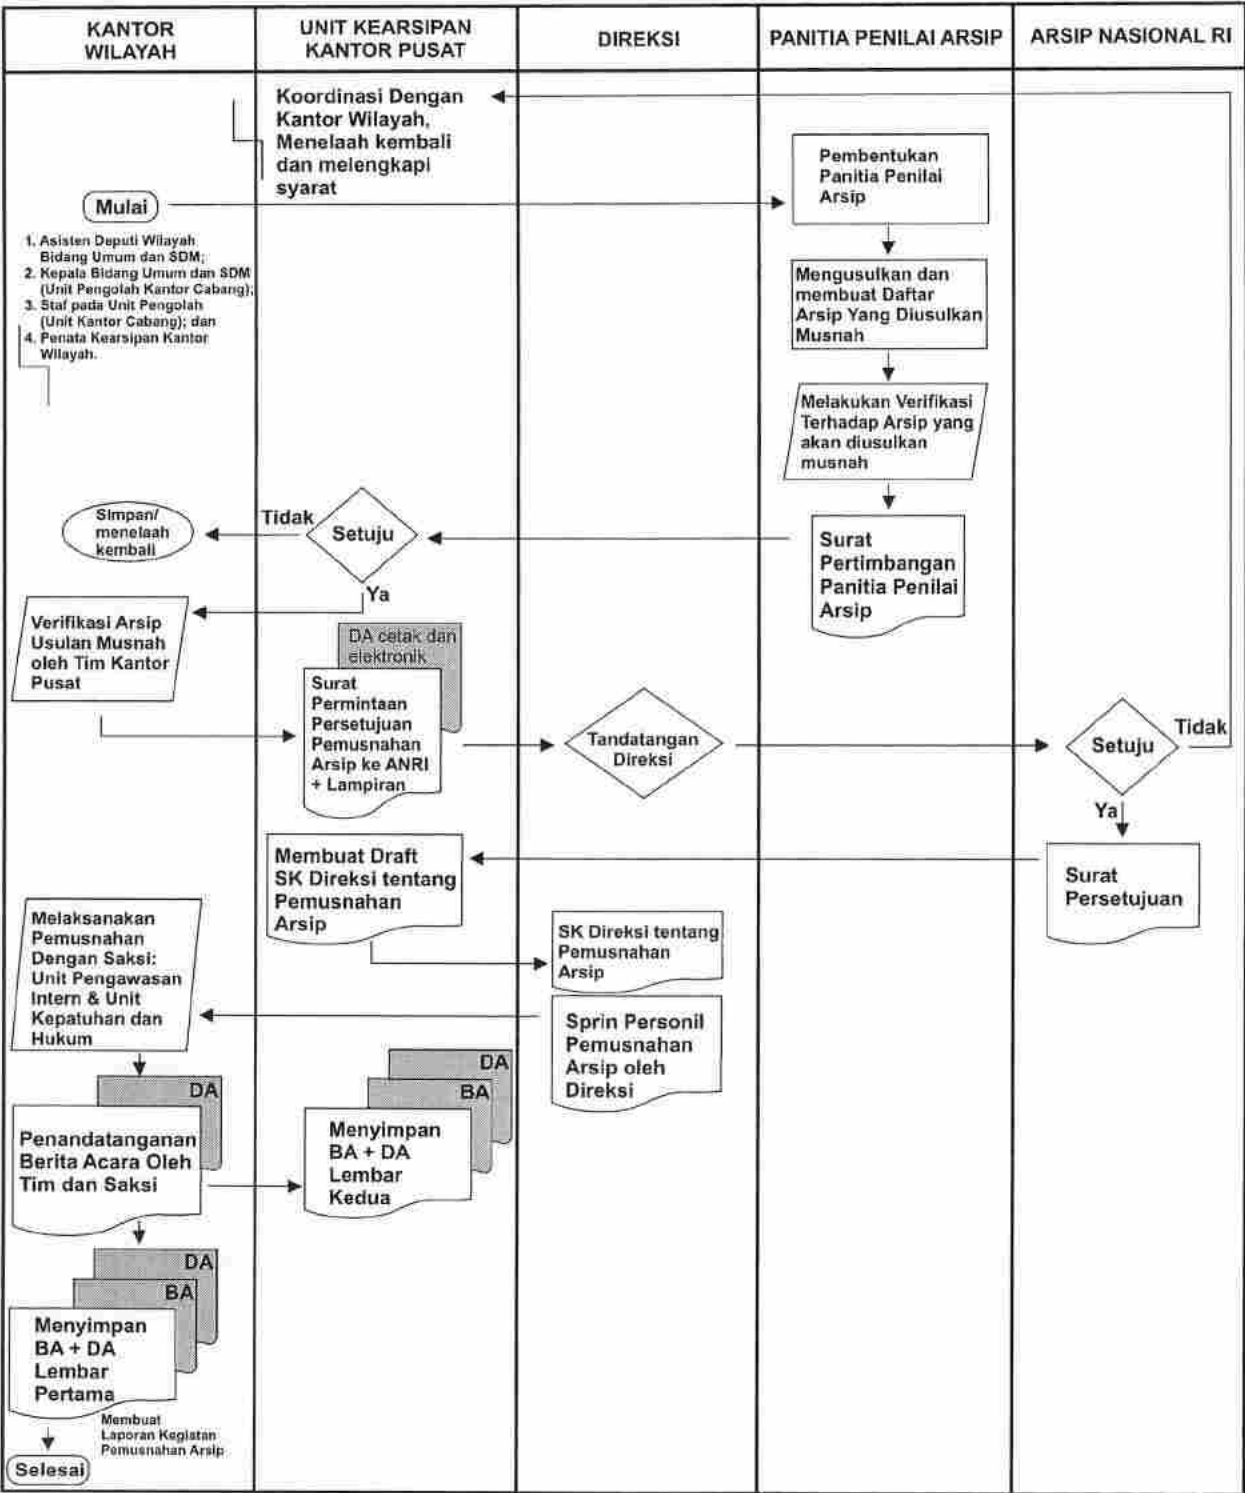 KANTOR
WILAYAH
UNIT KEARSIPAN
KANTOR PUSAT
DIREKSI
PANITIA PENILAI ARSIP
ARSIP NASIONAL RI
Koordinasi Dengan
Kantor Wilayah,
Menelaah kembali
dan melengkapi
syarat
Pembentukan
Panitia Penilai
Arsip
Mulai
1. Asisten Deputi Wilayah
Bidang Umum dan SDM;
2. Kepala Bidang Umum dan SDM
(Unit Pengolah Kantor Cabang);
3. Staf pada Unit Pengolah
(Unit Kantor Cabang); dan
4. Penata Kearsipan Kantor
Wilayah.
Mengusulkan dan
membuat Daftar
Arsip Yang Diusulkan
Musnah
Melakukan Verifikasi
Terhadap Arsip yang
akan diusulkan
musnah
Simpan/
menelaah
kembali
Tidak
Setuju
Ya
Surat
Pertimbangan
Panitia Penilai
Arsip
Verifikasi Arsip
Usulan Musnah
oleh Tim Kantor
Pusat
DA cetak dan
elektronik
Surat
Permintaan
Persetujuan
Pemusnahan
Arsip ke ANRI
+ Lampiran
Tandatangan
Direksi
Setuju
Tidak
Ya
Membuat Draft
SK Direksi tentang
Pemusnahan
Arsip
Surat
Persetujuan
Melaksanakan
Pemusnahan
Dengan Saksi:
Unit Pengawasan
Intern & Unit
Kepatuhan dan
Hukum
SK Direksi tentang
Pemusnahan
Arsip
Sprin Personil
Pemusnahan
Arsip oleh
Direksi
DA
Penandatanganan
Berita Acara Oleh
Tim dan Saksi
DA
BA
Menyimpan
BA + DA
Lembar
Kedua
DA
BA
Menyimpan
BA + DA
Lembar
Pertama
Membuat
Laporan Kegiatan
Pemusnahan Arsip
Selesai